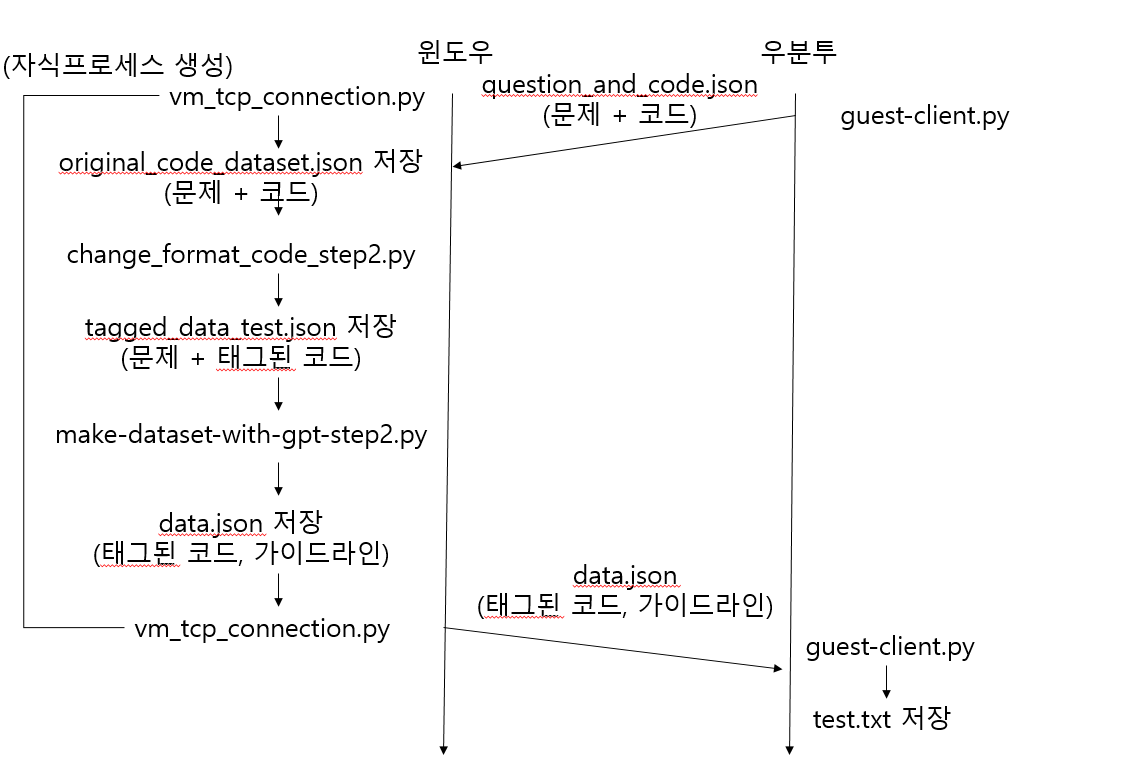 윈도우
우분투
(자식프로세스 생성)
vm_tcp_connection.py
question_and_code.json
(문제 + 코드)
guest-client.py
original_code_dataset.json 저장
(문제 + 코드)
change_format_code_step2.py
tagged_data_test.json 저장
(문제 + 태그된 코드)
make-dataset-with-gpt-step2.py
data.json 저장
(태그된 코드, 가이드라인)
vm_tcp_connection.py
data.json
(태그된 코드, 가이드라인)
guest-client.py
test.txt 저장